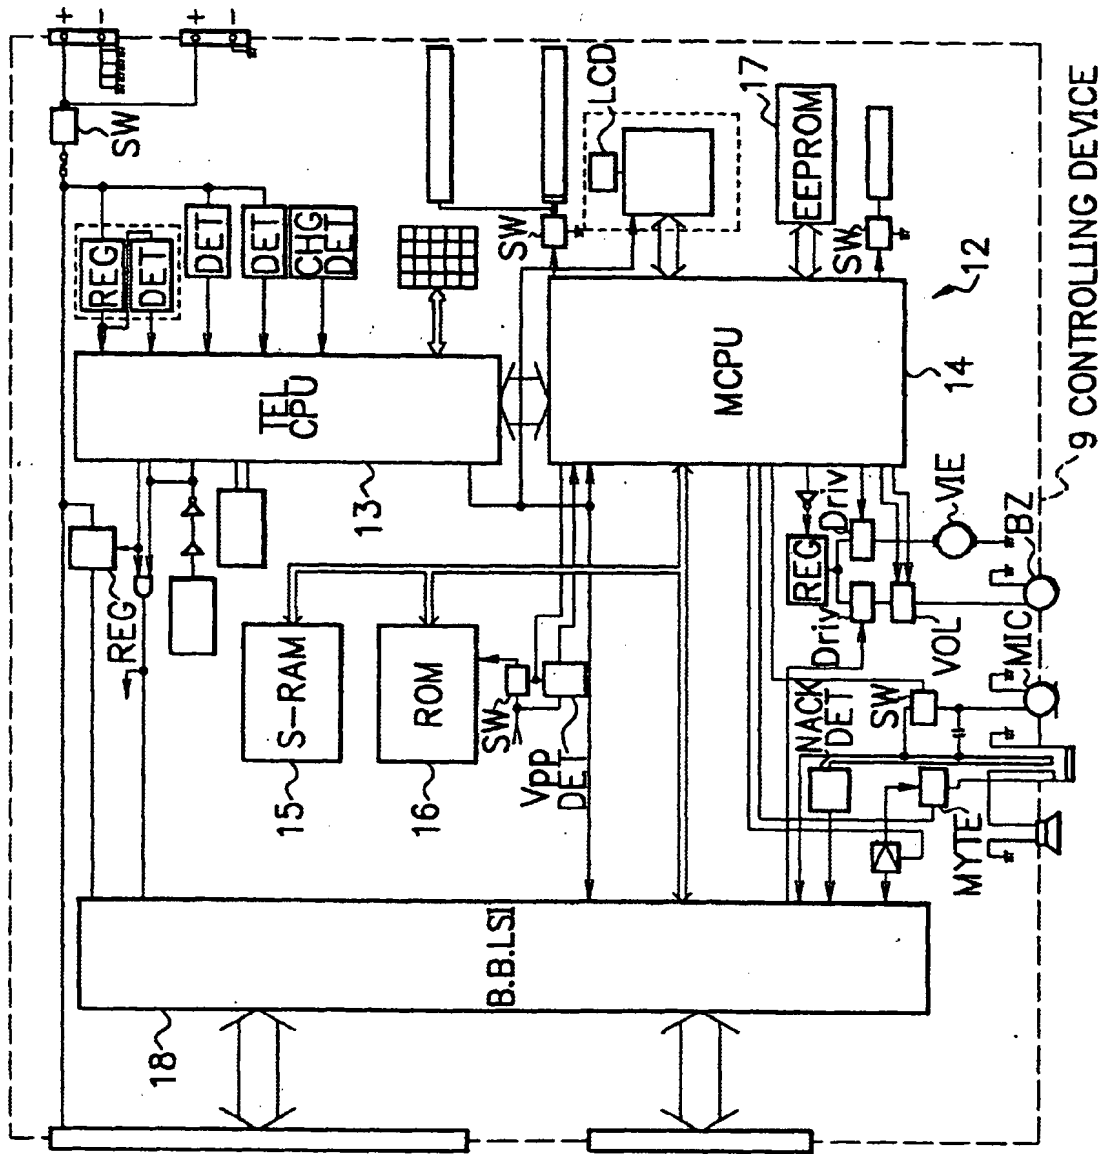 +
-
+
-
SW
REG
DET
DET
DET
CHG
DET
TEL
CPU
13
REG
18
B.B.LSI
S-RAM
15
ROM
16
SW
VPP
DET
SW
LCD
17
EEPROM
SW
MCPU
14
12
REG
Driv
Driv
VOL
VIE
BZ
NACK
DET
SW
MIC
MYTE
9 CONTROLLING DEVICE